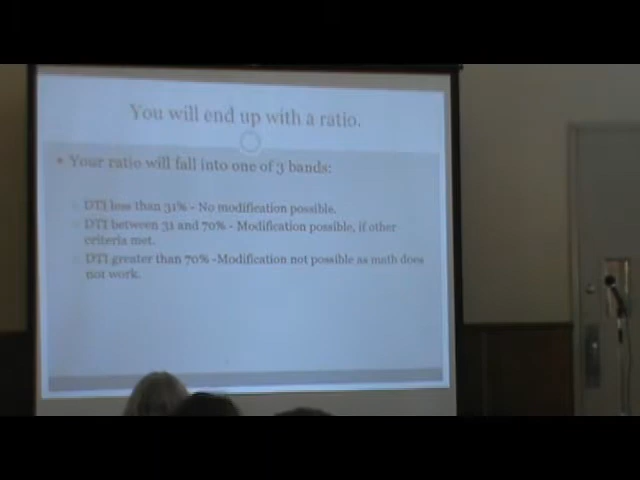 You will end up with a ratio.
• Your ratio will fall into one of 3 bands:
DTI less than 31% - No modification possible.
DTI between 31 and 70% - Modification possible, if other
criteria met.
DTI greater than 70% -Modification not possible as math does
not work.